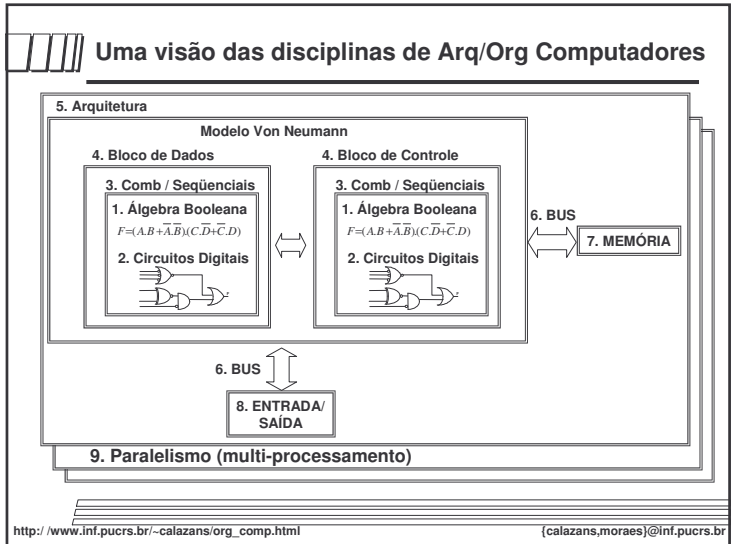 Uma visão das disciplinas de Arq/Org Computadores
5. Arquitetura
Modelo Von Neumann
4. Bloco de Dados
3. Comb / Seqüenciais
1. Álgebra Booleana
F=(A.B+A̅.B̅).(C.D̅+C̅.D)
2. Circuitos Digitais
F
4. Bloco de Controle
3. Comb / Seqüenciais
1. Álgebra Booleana
F=(A.B+A̅.B̅).(C.D̅+C̅.D)
2. Circuitos Digitais
F
6. BUS
7. MEMÓRIA
6. BUS
8. ENTRADA/
SAÍDA
9. Paralelismo (multi-processamento)
http:/ /www.inf.pucrs.br/~calazans/org_comp.html
{calazans,moraes}@inf.pucrs.br